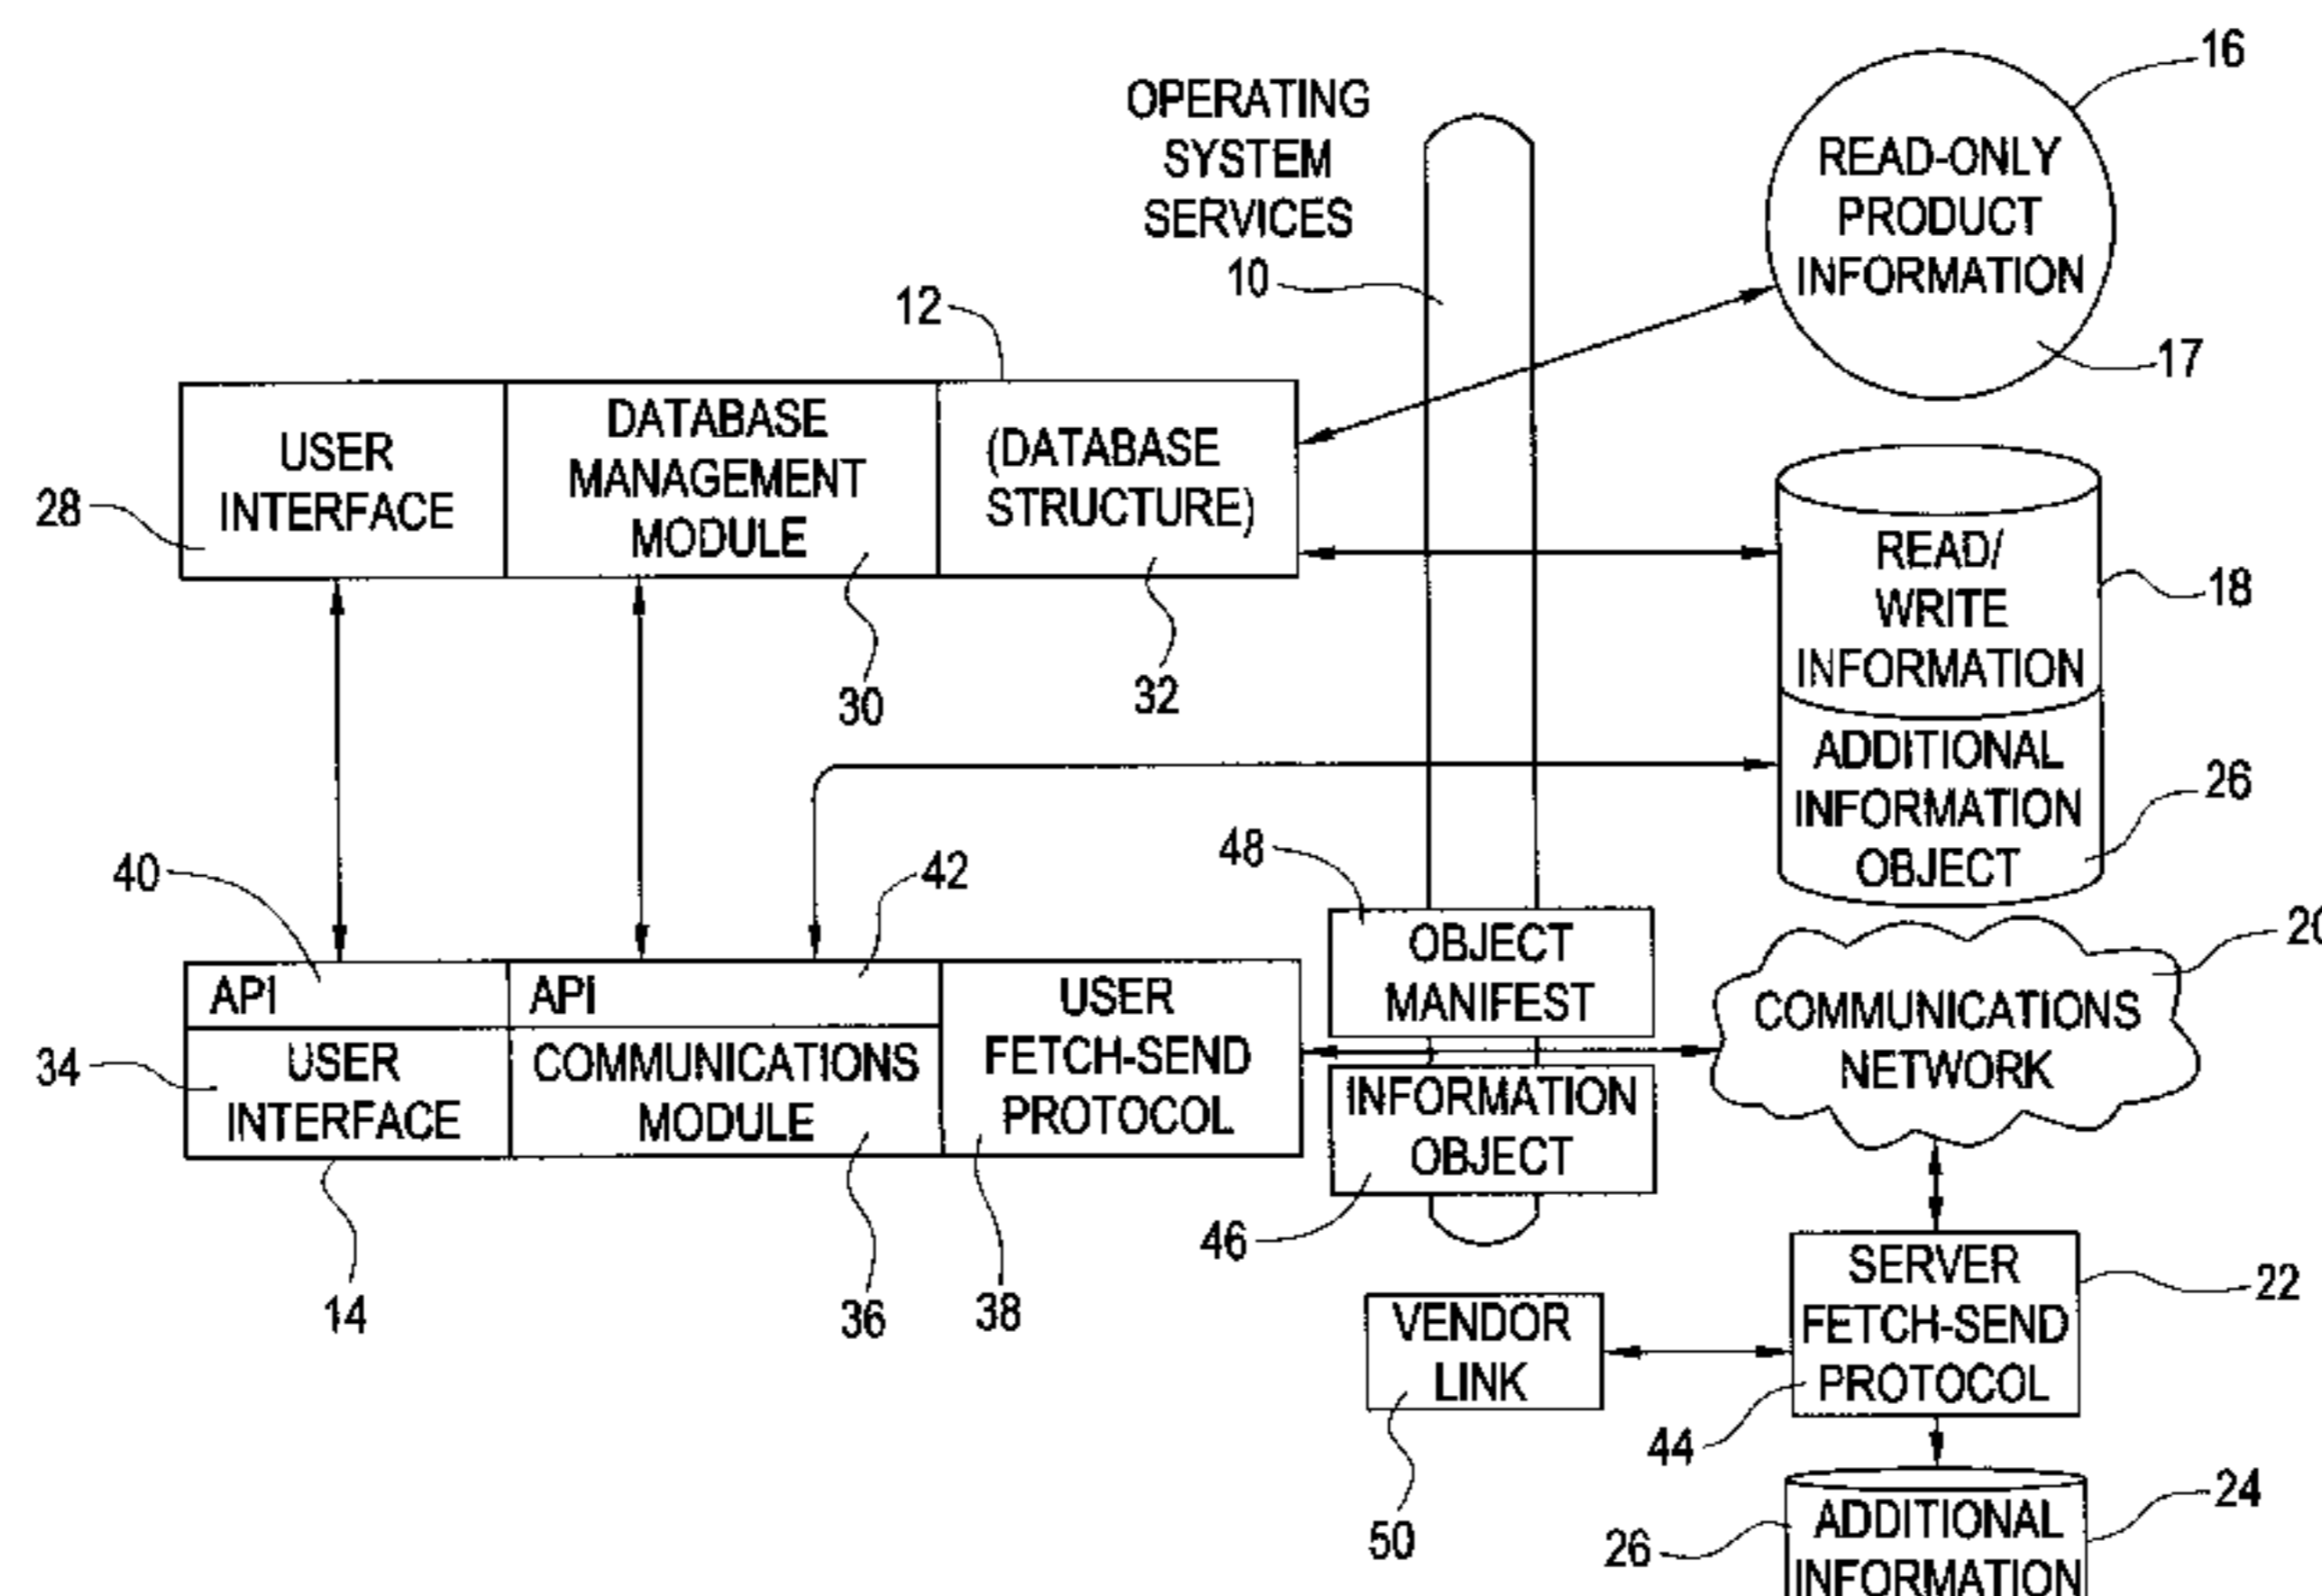 OPERATING
SYSTEM
SERVICES
10
16
READ-ONLY
PRODUCT
INFORMATION
17
12
USER
INTERFACE
28
DATABASE
MANAGEMENT
MODULE
30
(DATABASE
STRUCTURE)
32
READ/
WRITE
INFORMATION
18
ADDITIONAL
INFORMATION
OBJECT
26
40
API
API
42
USER
INTERFACE
34
14
COMMUNICATIONS
MODULE
36
USER
FETCH-SEND
PROTOCOL
38
48
OBJECT
MANIFEST
INFORMATION
OBJECT
46
COMMUNICATIONS
NETWORK
20
SERVER
FETCH-SEND
PROTOCOL
22
44
VENDOR
LINK
50
24
26
ADDITIONAL
INFORMATION